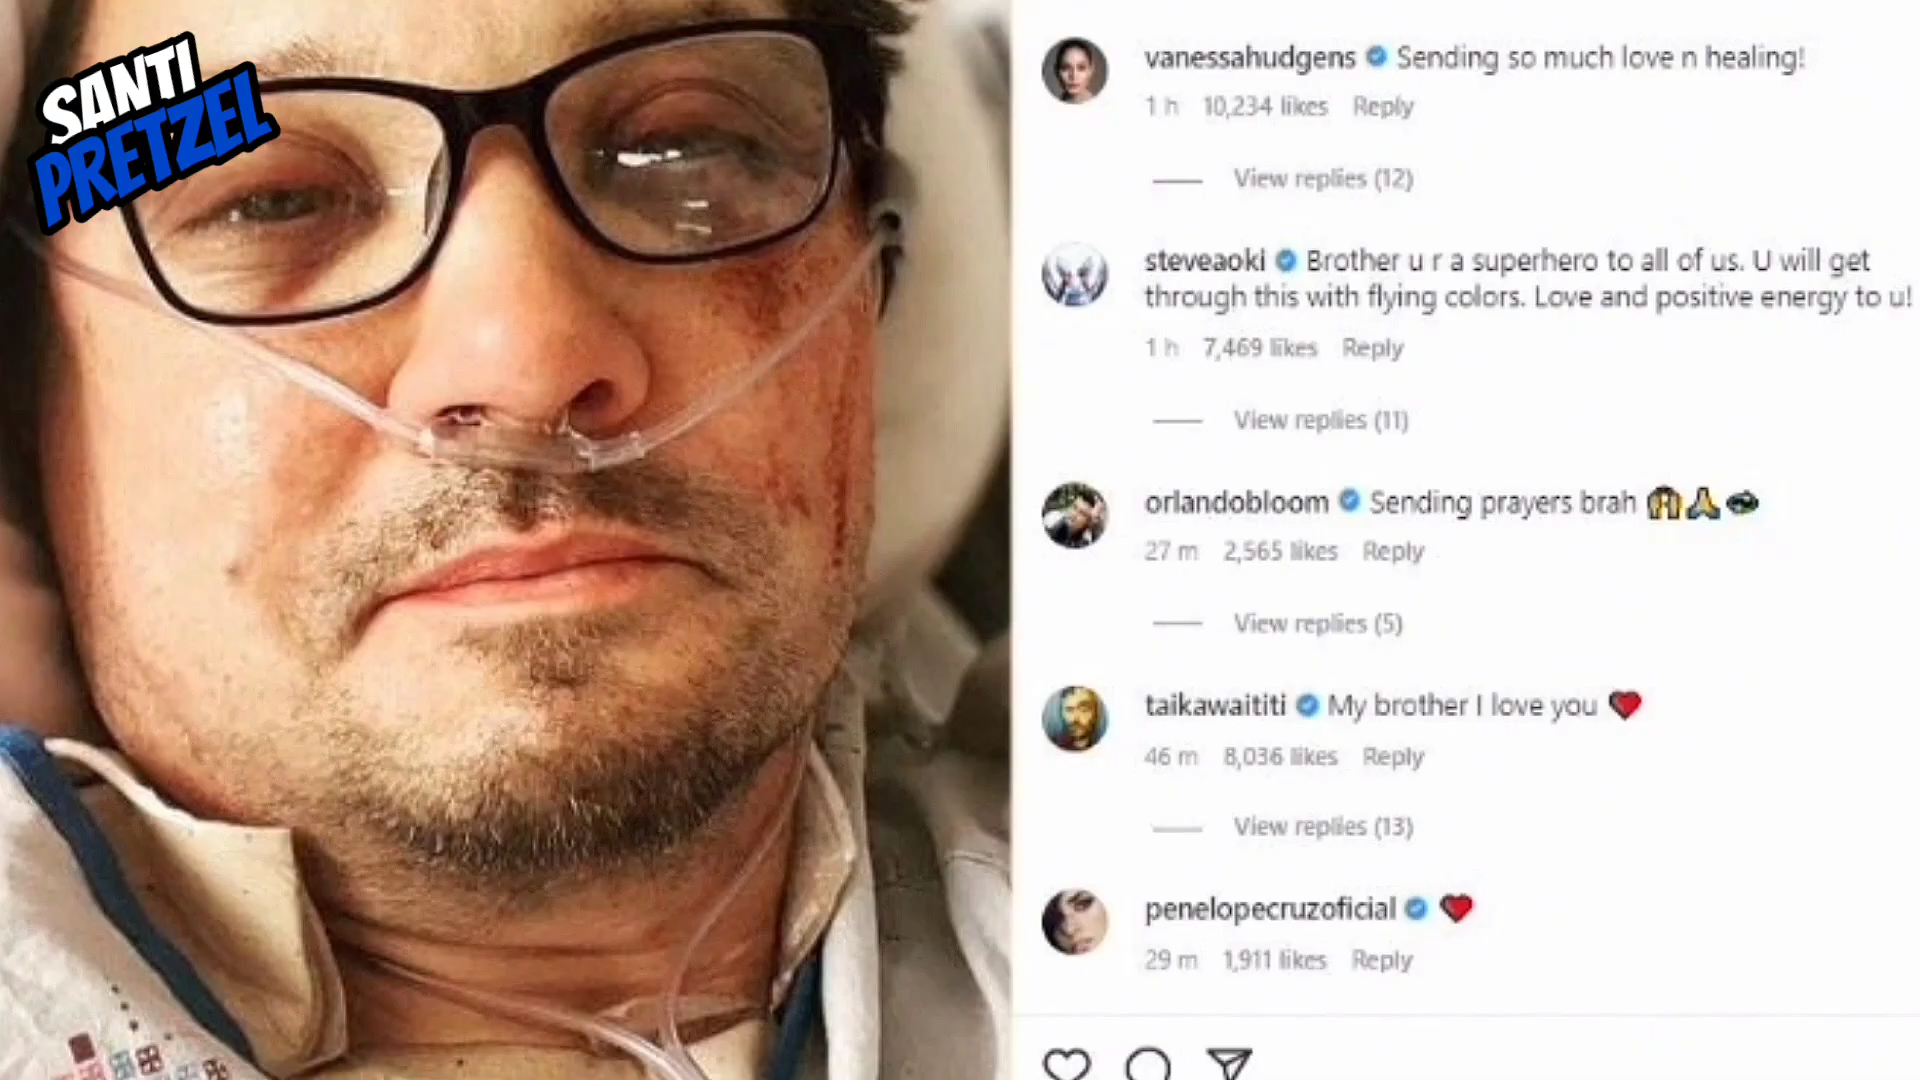 SANTI
PRETZEL
vanessahudgens Sending so much love n healing!
1 h 10,234 likes Reply
View replies (12)
steveaoki Brother u r a superhero to all of us. U will get
through this with flying colors. Love and positive energy to u!
1 h 7,469 likes Reply
View replies (11)
orlandobloom Sending prayers brah 😱🙏
27 m 2,565 likes Reply
View replies (5)
taikawaititi My brother I love you ❤️
46 m 8,036 likes Reply
View replies (13)
penelopecruzoficial ❤️
29 m 1,911 likes Reply